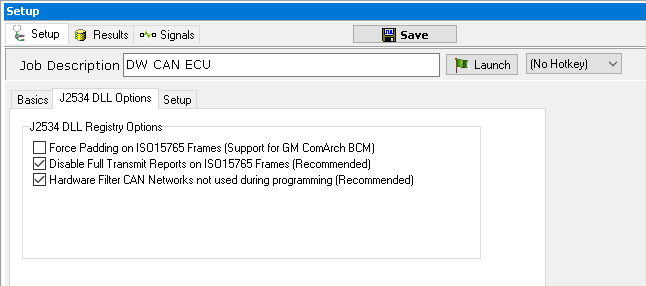 Setup
Setup Results Signals Save
Job Description DW CAN ECU Launch (No Hotkey)
Basics J2534 DLL Options Setup
J2534 DLL Registry Options
Force Padding on ISO15765 Frames (Support for GM ComArch BCM)
Disable Full Transmit Reports on ISO15765 Frames (Recommended)
Hardware Filter CAN Networks not used during programming (Recommended)